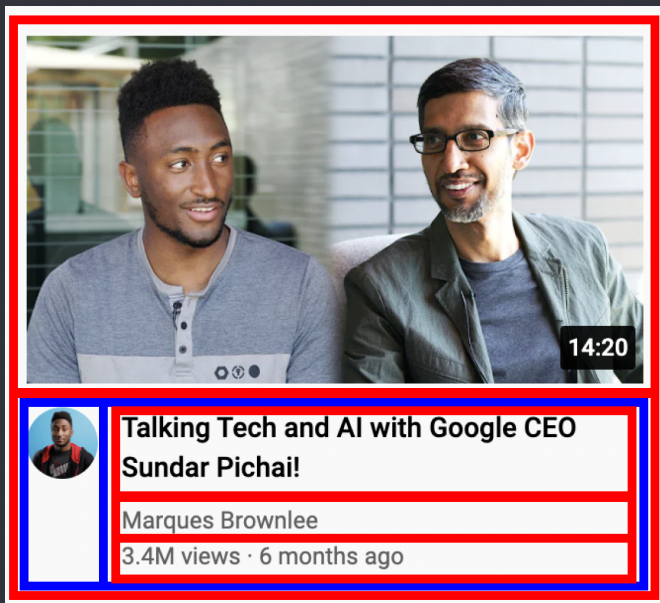 14:20
Talking Tech and AI with Google CEO
Sundar Pichai!
Marques Brownlee
3.4M views · 6 months ago